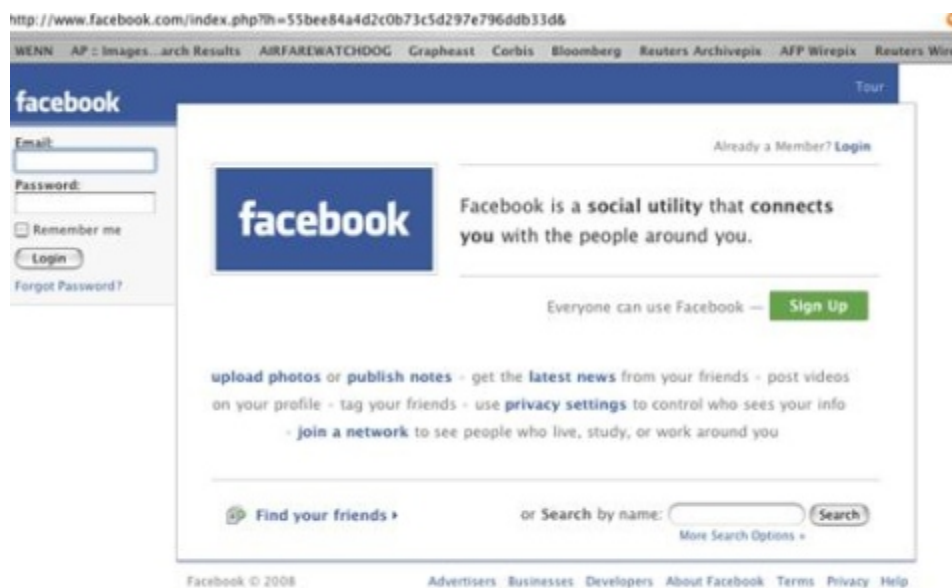 http://www.facebook.com/index.php?lh=55bee84a4d2c0b73c5d297e796ddb33d&
WENN AP :: Images...arch Results AIRFAREWATCHDOG Grapheast Corbis Bloomberg Reuters Archivepix AFP Wirepix Reuters Wire
Tour
facebook
Email:
Password:
Remember me
Login
Forgot Password?
Already a Member? Login
facebook
Facebook is a social utility that connects
you with the people around you.
Everyone can use Facebook — Sign Up
upload photos or publish notes - get the latest news from your friends - post videos
on your profile - tag your friends - use privacy settings to control who sees your info
- join a network to see people who live, study, or work around you
Find your friends ▸ or Search by name: Search
More Search Options »
Facebook © 2008 Advertisers Businesses Developers About Facebook Terms Privacy Help